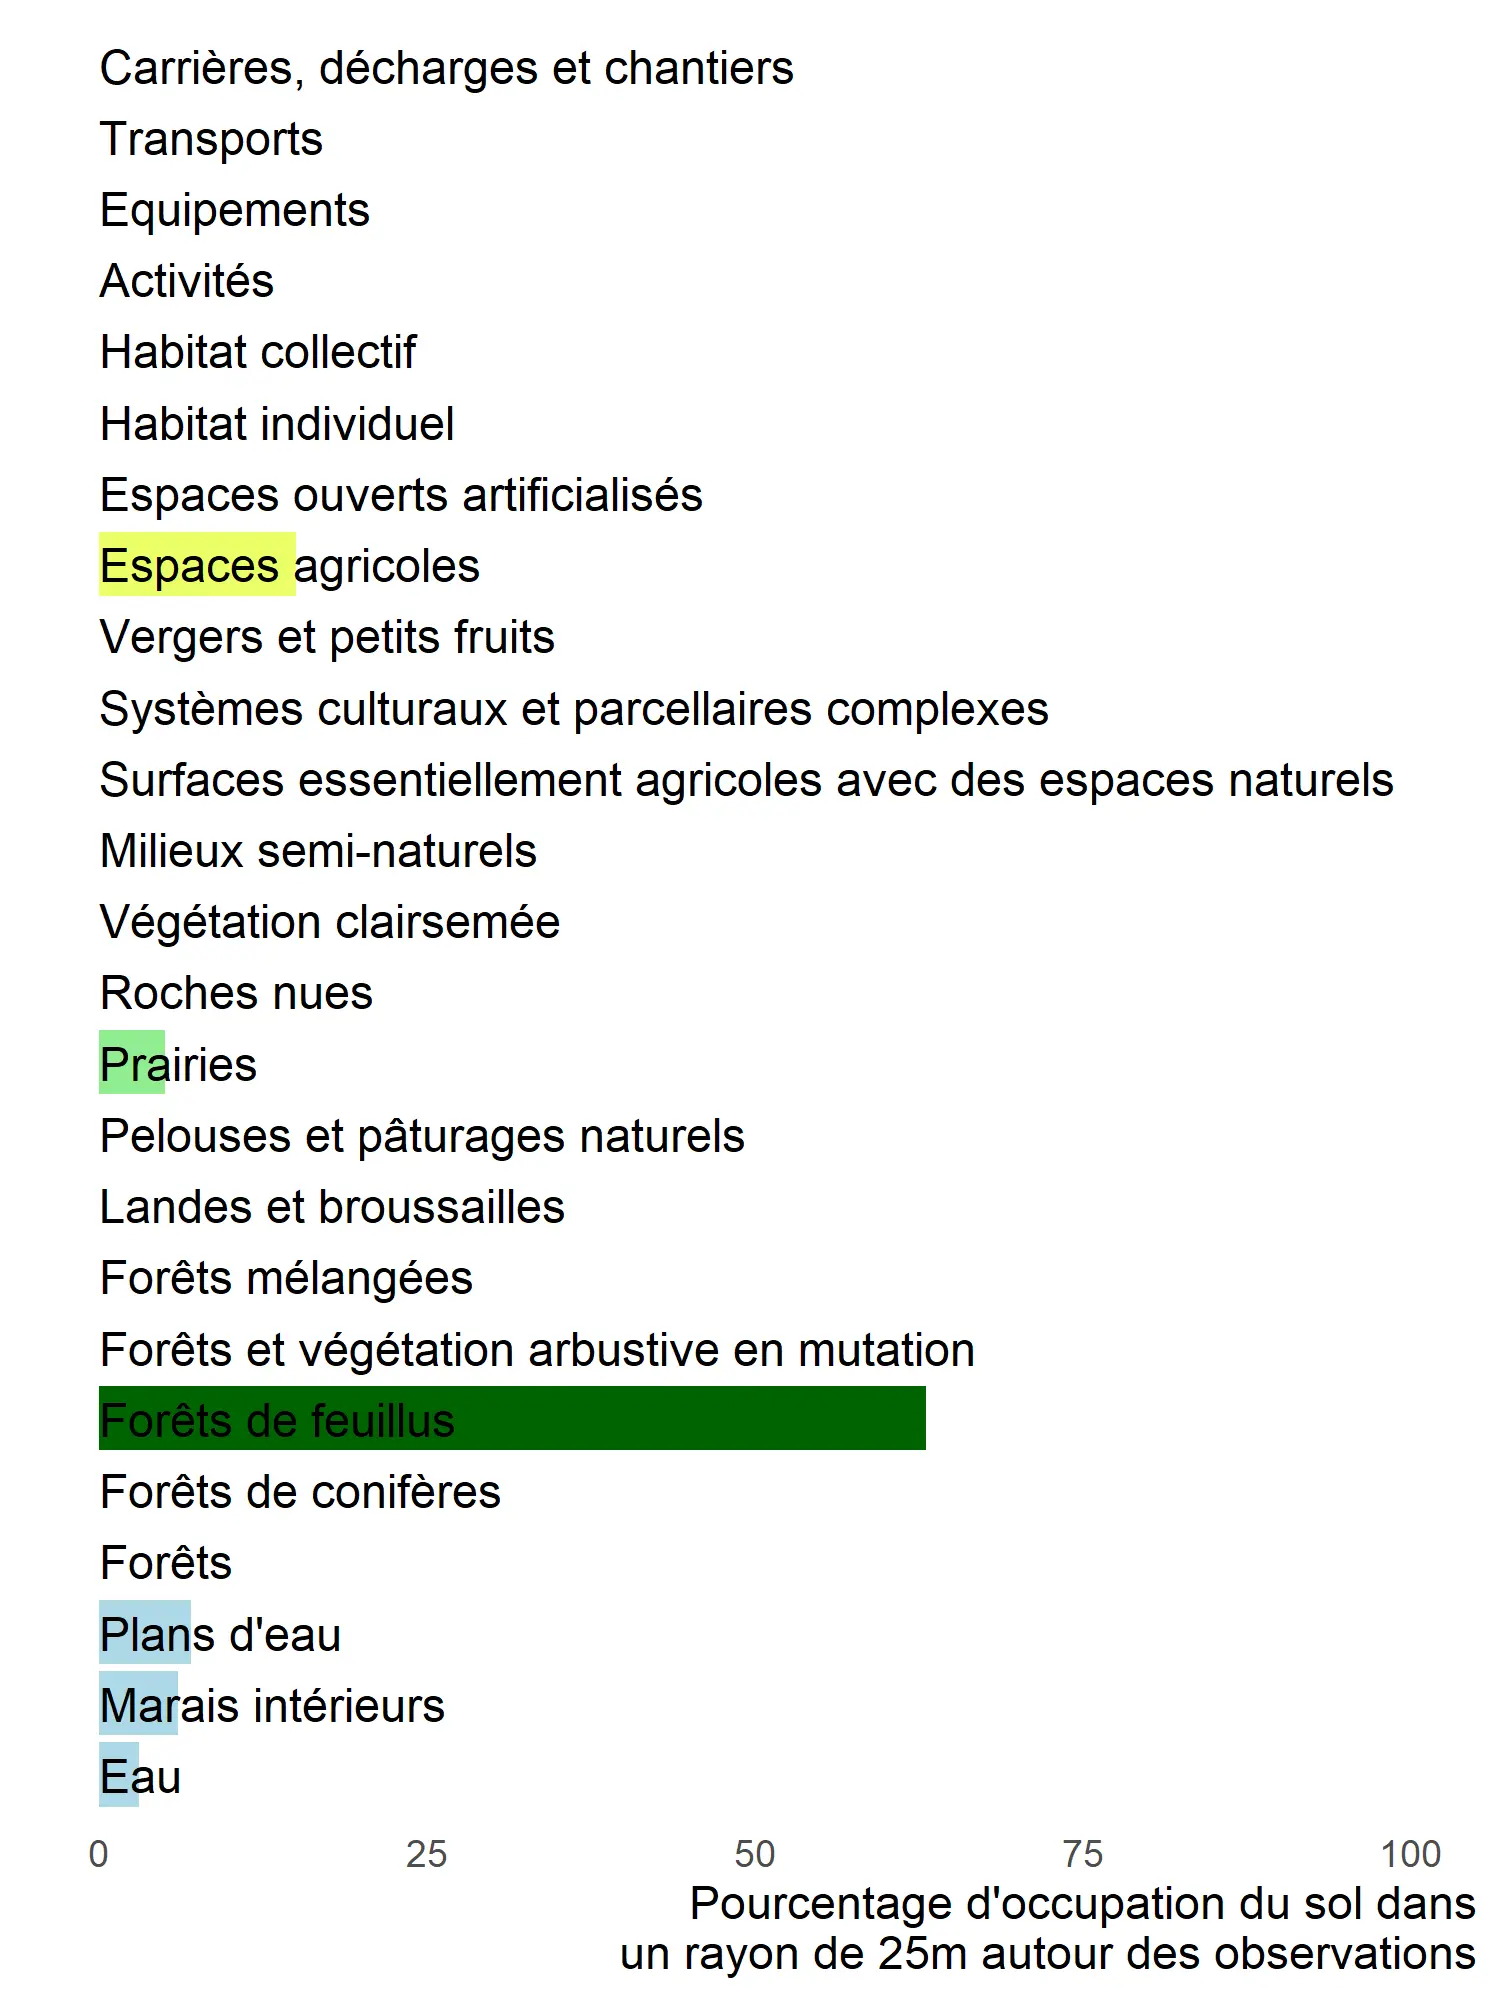 Carrières, décharges et chantiers
Transports
Equipements
Activités
Habitat collectif
Habitat individuel
Espaces ouverts artificialisés
Espaces agricoles
Vergers et petits fruits
Systèmes culturaux et parcellaires complexes
Surfaces essentiellement agricoles avec des espaces naturels
Milieux semi-naturels
Végétation clairsemée
Roches nues
Prairies
Pelouses et pâturages naturels
Landes et broussailles
Forêts mélangées
Forêts et végétation arbustive en mutation
Forêts de feuillus
Forêts de conifères
Forêts
Plans d'eau
Marais intérieurs
Eau
0 25 50 75 100
Pourcentage d'occupation du sol dans
un rayon de 25m autour des observations